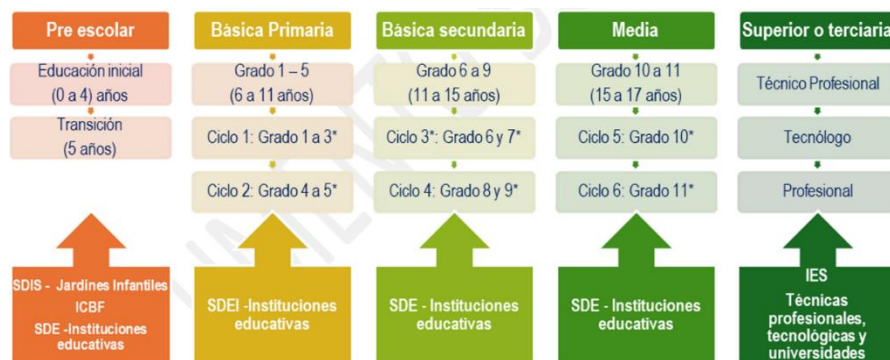 Pre escolar
Educación inicial
(0 a 4) años
Transición
(5 años)
SDIS - Jardines Infantiles
ICBF
SDE -Instituciones
educativas
Básica Primaria
Grado 1 – 5
(6 a 11 años)
Ciclo 1: Grado 1 a 3*
Ciclo 2: Grado 4 a 5*
SDEI -Instituciones
educativas
Básica secundaria
Grado 6 a 9
(11 a 15 años)
Ciclo 3*: Grado 6 y 7*
Ciclo 4: Grado 8 y 9*
SDE - Instituciones
educativas
Media
Grado 10 a 11
(15 a 17 años)
Ciclo 5: Grado 10*
Ciclo 6: Grado 11*
SDE - Instituciones
educativas
Superior o terciaria
Técnico Profesional
Tecnólogo
Profesional
IES
Técnicas
profesionales,
tecnológicas y
universidades